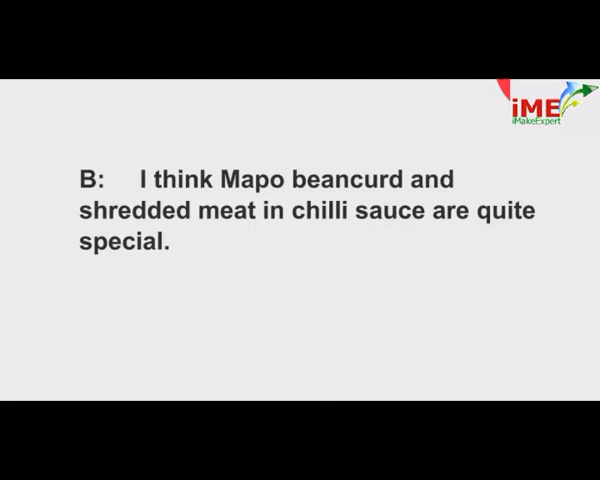 iME
iMakeExpert
B: I think Mapo beancurd and
shredded meat in chilli sauce are quite
special.